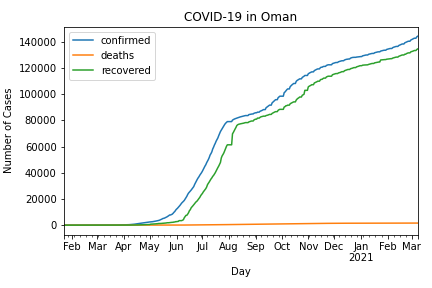 COVID-19 in Oman
confirmed
deaths
recovered
Number of Cases
140000
120000
100000
80000
60000
40000
20000
0
Feb Mar Apr May Jun Jul Aug Sep Oct Nov Dec Jan Feb Mar
2021
Day